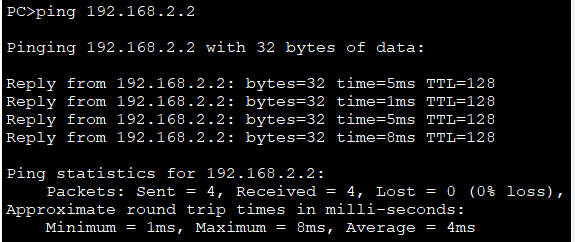 PC>ping 192.168.2.2
Pinging 192.168.2.2 with 32 bytes of data:
Reply from 192.168.2.2: bytes=32 time=5ms TTL=128
Reply from 192.168.2.2: bytes=32 time=1ms TTL=128
Reply from 192.168.2.2: bytes=32 time=5ms TTL=128
Reply from 192.168.2.2: bytes=32 time=8ms TTL=128
Ping statistics for 192.168.2.2:
    Packets: Sent = 4, Received = 4, Lost = 0 (0% loss),
Approximate round trip times in milli-seconds:
    Minimum = 1ms, Maximum = 8ms, Average = 4ms